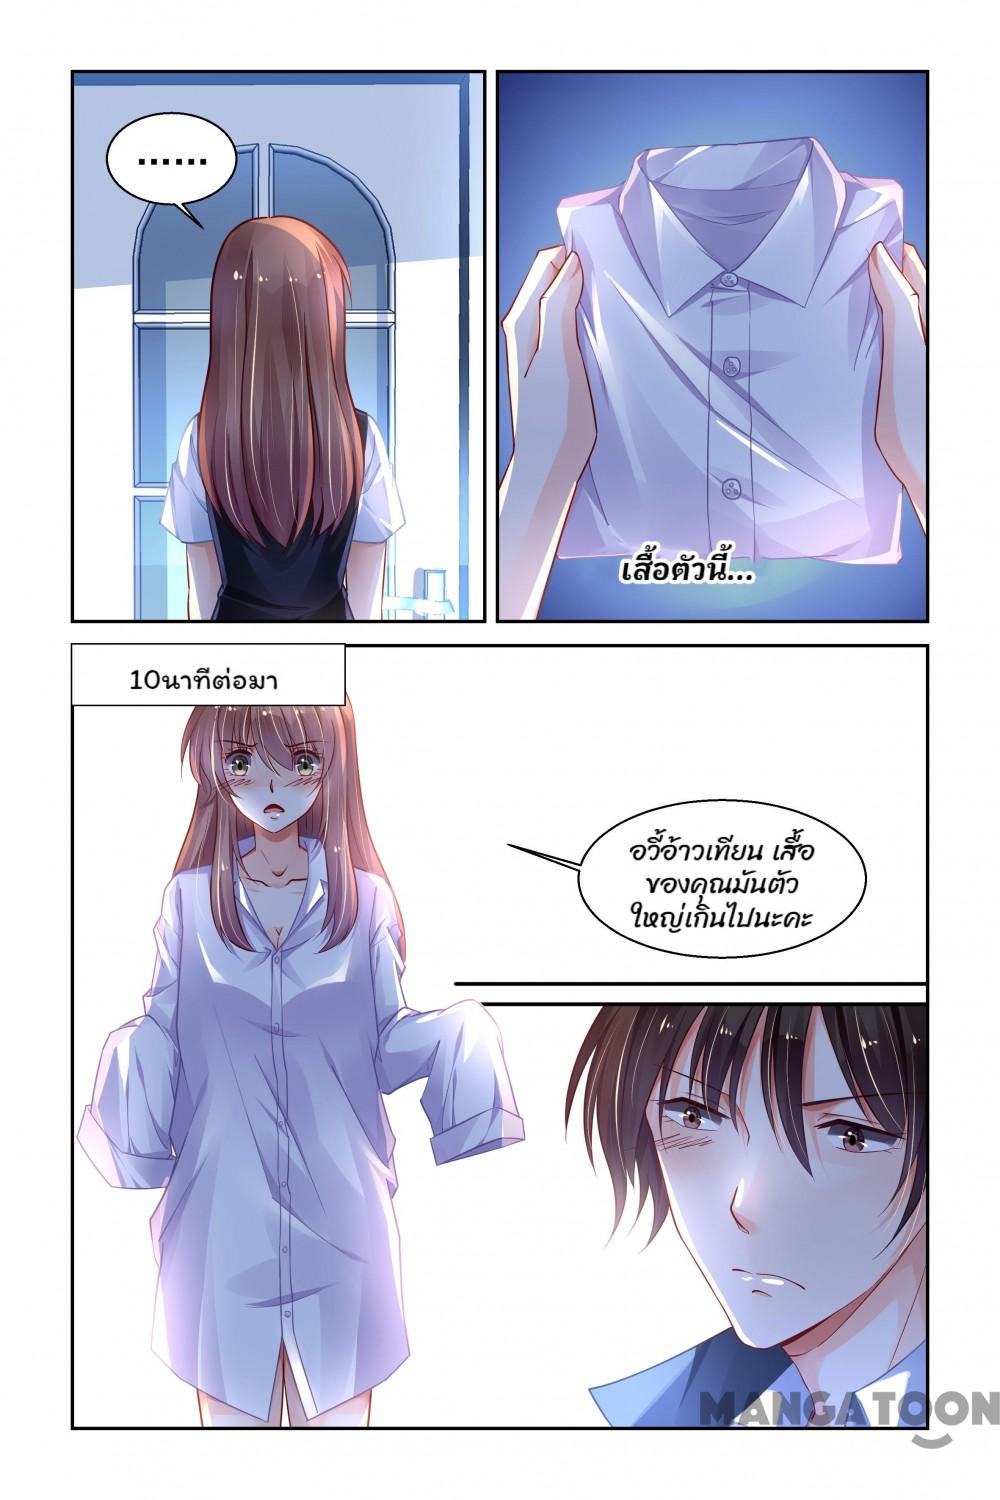 ......
เสื้อตัวนี้...
10นาทีต่อมา
อวี้อ้าวเทียน เสื้อ
ของคุณมันตัว
ใหญ่เกินไปนะคะ
MANGATOON